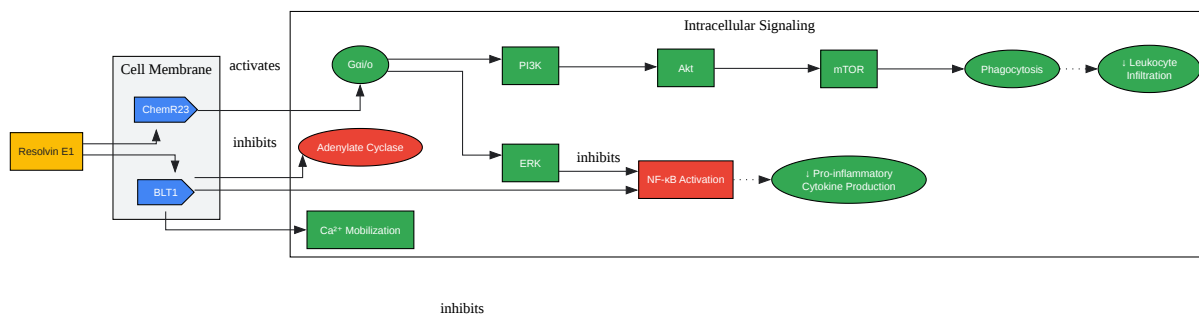 Intracellular Signaling
Cell Membrane
activates
Gαi/o
PI3K
Akt
mTOR
Phagocytosis
↓ Leukocyte
Infiltration
ChemR23
Resolvin E1
inhibits
Adenylate Cyclase
ERK
inhibits
NF-κB Activation
↓ Pro-inflammatory
Cytokine Production
BLT1
Ca²⁺ Mobilization
inhibits